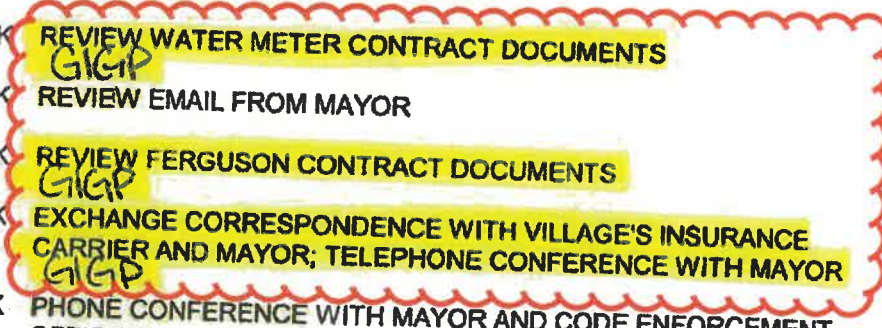 K REVIEW WATER METER CONTRACT DOCUMENTS
GIGP
K REVIEW EMAIL FROM MAYOR
K REVIEW FERGUSON CONTRACT DOCUMENTS
GIGP
K EXCHANGE CORRESPONDENCE WITH VILLAGE'S INSURANCE
CARRIER AND MAYOR; TELEPHONE CONFERENCE WITH MAYOR
GIGP
K PHONE CONFERENCE WITH MAYOR AND CODE ENFORCEMENT